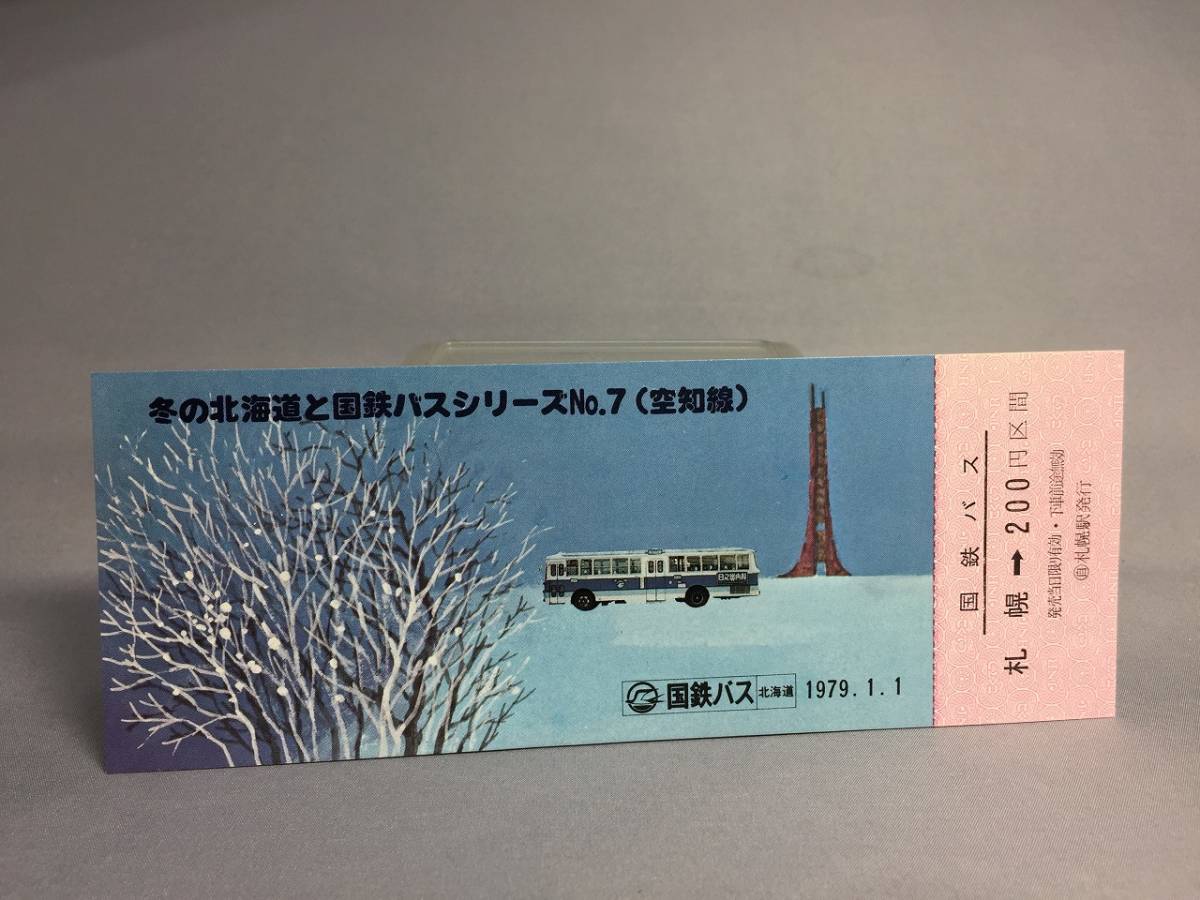 冬の北海道と国鉄バスシリーズNo.7(空知線)
国鉄バス 北海道 1979.1.1
国鉄バス
札幌➡200円区間
発売当日限り有効・下車前途無効
自札幌駅発行